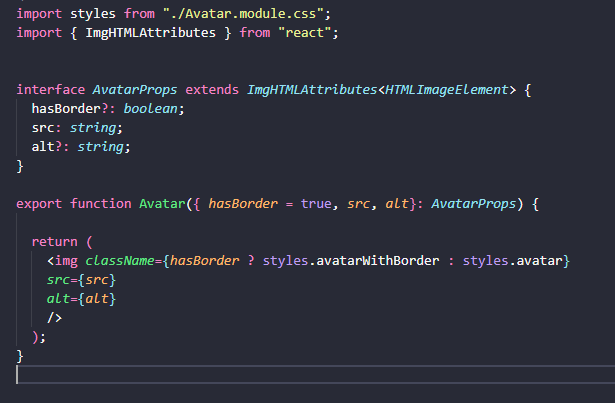 import styles from "./Avatar.module.css";
import { ImgHTMLAttributes } from "react";
interface AvatarProps extends ImgHTMLAttributes<HTMLImageElement> {
hasBorder?: boolean;
src: string;
alt?: string;
}
export function Avatar({ hasBorder = true, src, alt}: AvatarProps) {
return (
<img className={hasBorder ? styles.avatarWithBorder : styles.avatar}
src={src}
alt={alt}
/>
);
}